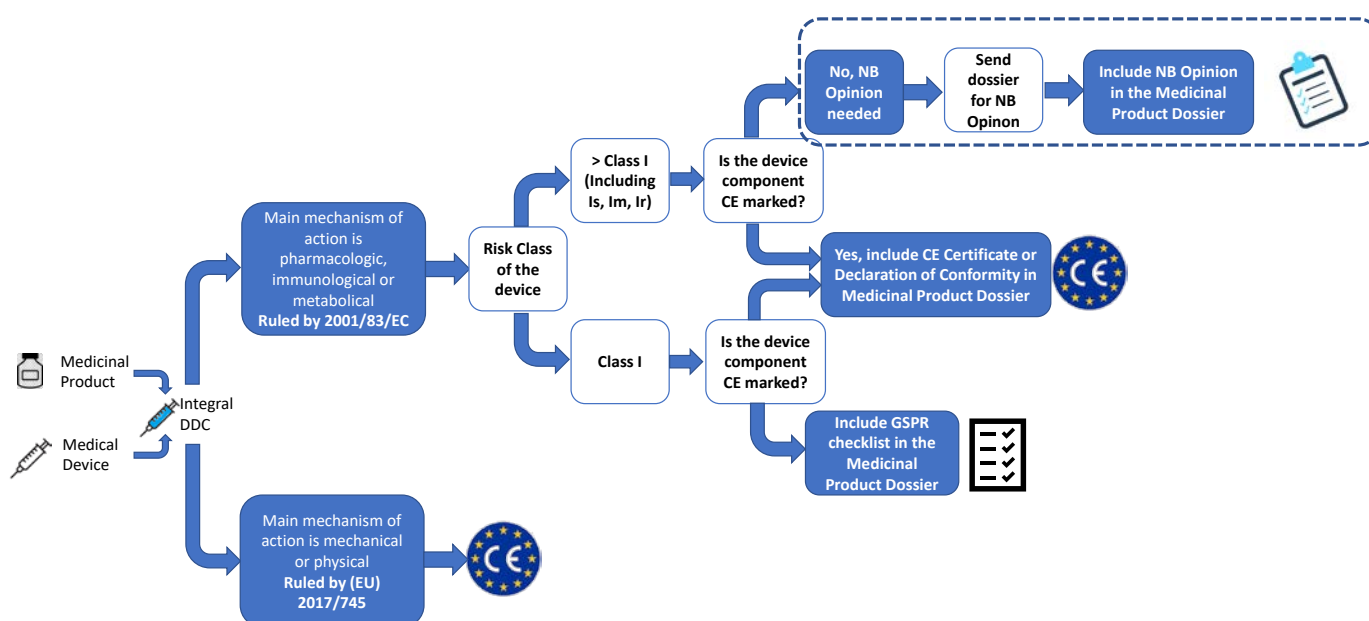 Medicinal
Product
Medical
Device
Integral
DDC
Main mechanism of
action is
pharmacologic,
immunological or
metabolical
Ruled by 2001/83/EC
Main mechanism of
action is mechanical
or physical
Ruled by (EU)
2017/745
CE
Risk Class
of the
device
> Class I
(Including
Is, Im, Ir)
Class I
Is the device
component
CE marked?
Is the device
component
CE marked?
No, NB
Opinion
needed
Send
dossier
for NB
Opinon
Include NB Opinion
in the Medicinal
Product Dossier
Yes, include CE Certificate or
Declaration of Conformity in
Medicinal Product Dossier
CE
Include GSPR
checklist in the
Medicinal
Product Dossier